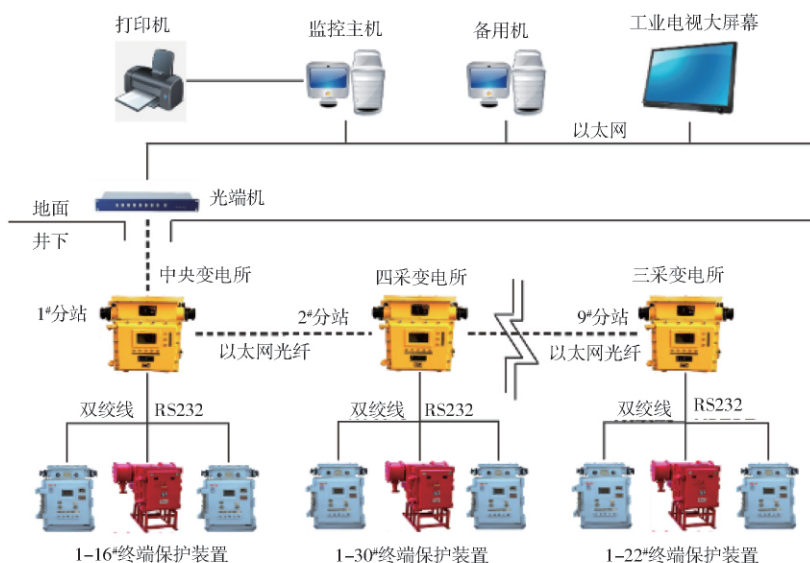 打印机
监控主机
备用机
工业电视大屏幕
以太网
光端机
地面
井下
中央变电所
四采变电所
三采变电所
1#分站
2#分站
9#分站
以太网光纤
以太网光纤
双绞线
RS232
双绞线
RS232
双绞线
RS232
1-16#终端保护装置
1-30#终端保护装置
1-22#终端保护装置